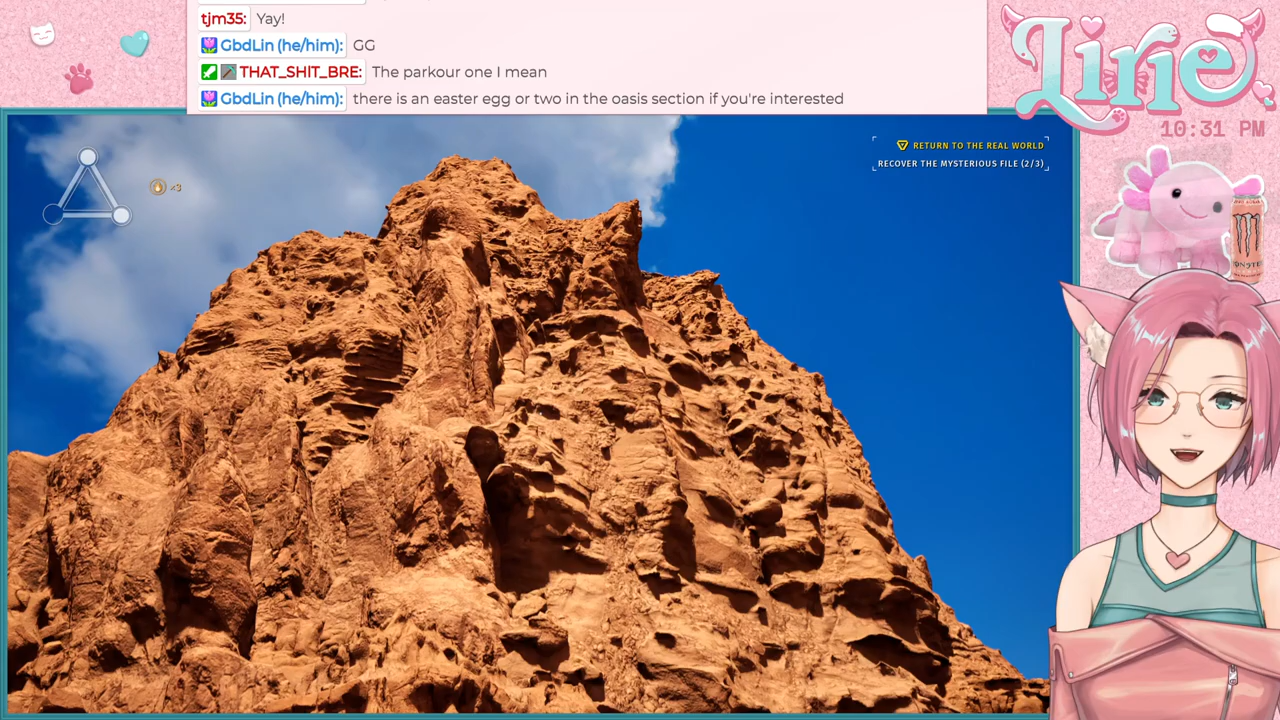 tjm35: Yay!
GbdLin (he/him): GG
THAT_SHIT_BRE: The parkour one I mean
GbdLin (he/him): there is an easter egg or two in the oasis section if you're interested
Lirie
10:31 PM
RETURN TO THE REAL WORLD
RECOVER THE MYSTERIOUS FILE (2/3)
×3